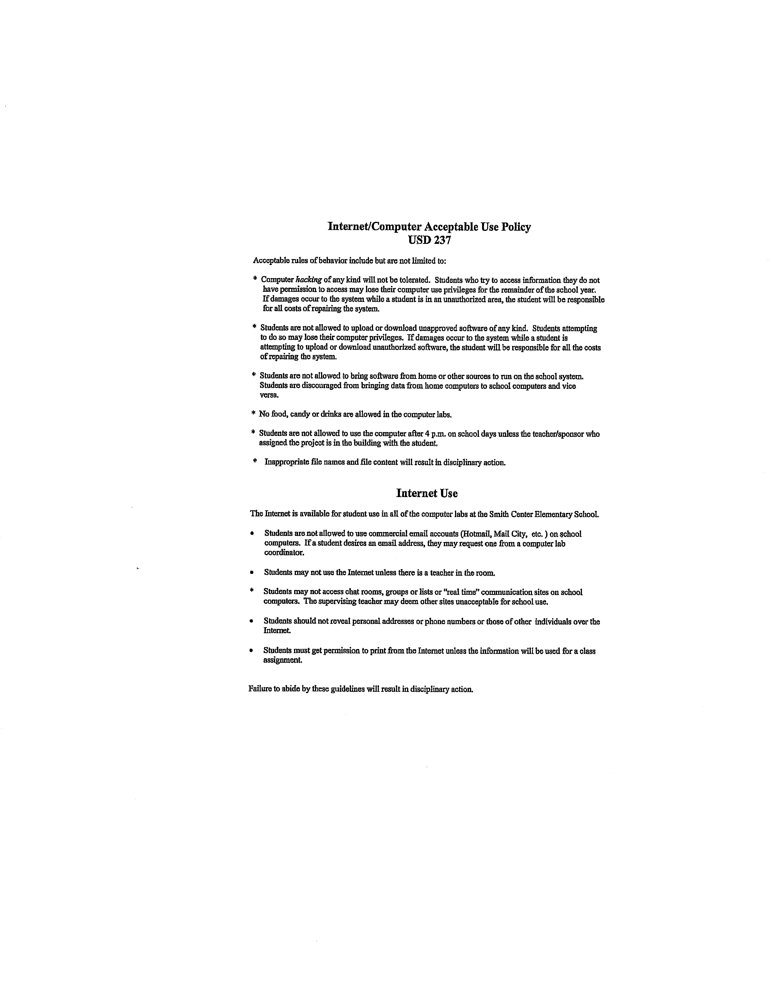 Internet/Computer Acceptable Use Policy
USD 237
Acceptable rules of behavior include but are not limited to:
* Computer hacking of any kind will not be tolerated. Students who try to access information they do not
have permission to access may lose their computer use privileges for the remainder of the school year.
If damages occur to the system while a student is in an unauthorized area, the student will be responsible
for all costs of repairing the system.
* Students are not allowed to upload or download unapproved software of any kind. Students attempting
to do so may lose their computer privileges. If damages occur to the system while a student is
attempting to upload or download unauthorized software, the student will be responsible for all the costs
of repairing the system.
* Students are not allowed to bring software from home or other sources to run on the school system.
Students are discouraged from bringing data from home computers to school computers and vice
versa.
* No food, candy or drinks are allowed in the computer labs.
* Students are not allowed to use the computer after 4 p.m. on school days unless the teacher/sponsor who
assigned the project is in the building with the student.
* Inappropriate file names and file content will result in disciplinary action.
Internet Use
The Internet is available for student use in all of the computer labs at the Smith Center Elementary School.
• Students are not allowed to use commercial email accounts (Hotmail, Mail City, etc. ) on school
computers. If a student desires an email address, they may request one from a computer lab
coordinator.
• Students may not use the Internet unless there is a teacher in the room.
* Students may not access chat rooms, groups or lists or “real time” communication sites on school
computers. The supervising teacher may deem other sites unacceptable for school use.
• Students should not reveal personal addresses or phone numbers or those of other individuals over the
Internet.
• Students must get permission to print from the Internet unless the information will be used for a class
assignment.
Failure to abide by these guidelines will result in disciplinary action.